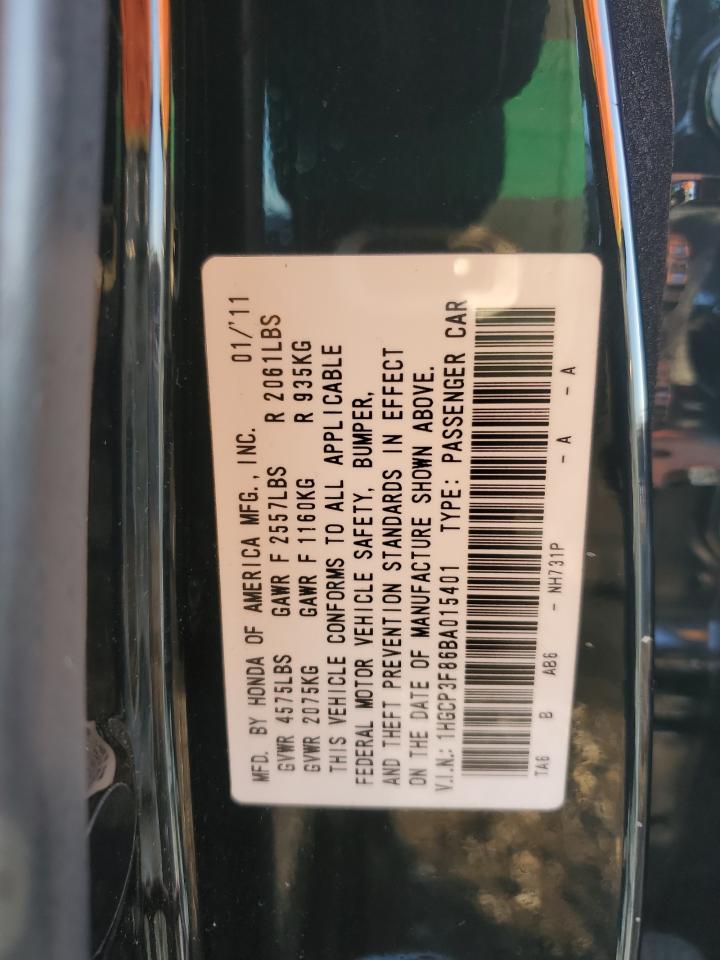 MFD. BY HONDA OF AMERICA MFG., INC. 01/'11
GVWR 4575LBS GAWR F 2557LBS R 2061LBS
GVWR 2075KG GAWR F 1160KG R 935KG
THIS VEHICLE CONFORMS TO ALL APPLICABLE
FEDERAL MOTOR VEHICLE SAFETY, BUMPER,
AND THEFT PREVENTION STANDARDS IN EFFECT
ON THE DATE OF MANUFACTURE SHOWN ABOVE.
V.I.N.: 1HGCP3F86BA015401 TYPE: PASSENGER CAR
TA6 B AB6 - NH731P - A - A